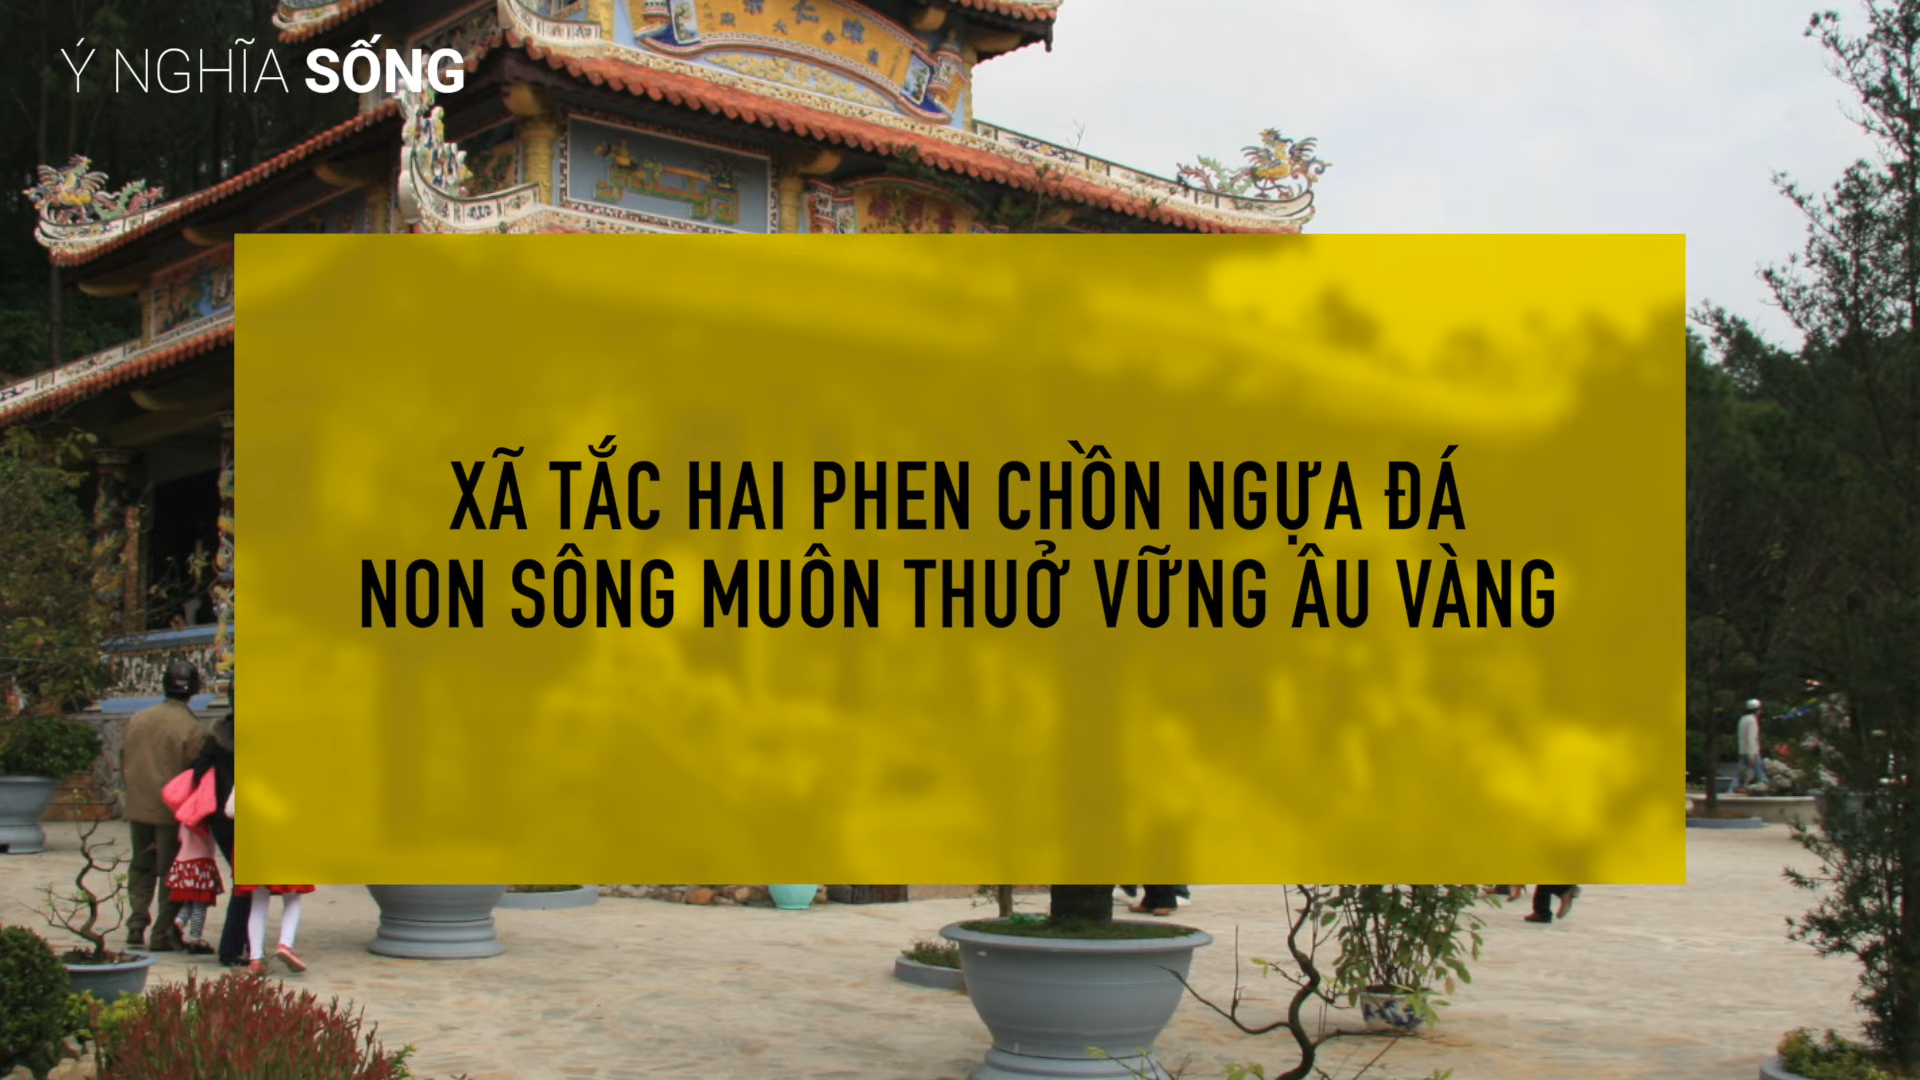 Ý NGHĨA SỐNG
XÃ TẮC HAI PHEN CHỒN NGỰA ĐÁ
NON SÔNG MUÔN THUỞ VỮNG ÂU VÀNG